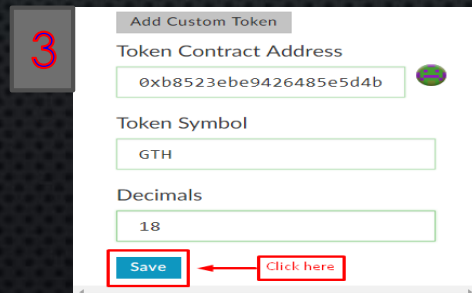 3
Add Custom Token
Token Contract Address
0xb8523ebe9426485e5d4b
Token Symbol
GTH
Decimals
18
Save
Click here